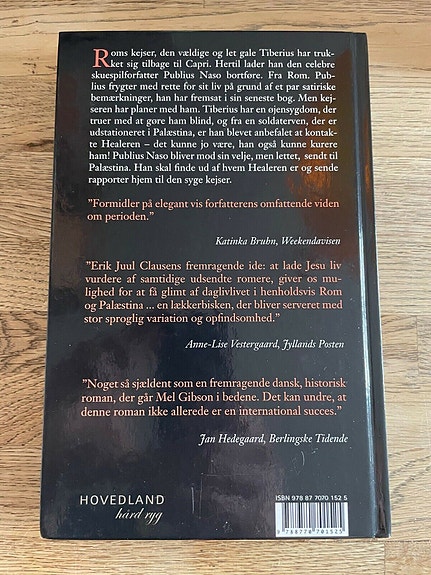 Roms kejser, den vældige og let gale Tiberius har truk-
ket sig tilbage til Capri. Hertil lader han den celebre
skuespilforfatter Publius Naso bortføre. Fra Rom. Pub-
lius frygter med rette for sit liv på grund af et par satiriske
bemærkninger, han har fremsat i sin seneste bog. Men kej-
seren har planer med ham. Tiberius har en øjensygdom, der
truer med at gøre ham blind, og fra en soldaterven, der er
udstationeret i Palæstina, er han blevet anbefalet at kontak-
te Healeren – det kunne jo være, han også kunne kurere
ham! Publius Naso bliver mod sin velje, men lettet, sendt til
Palæstina. Han skal finde ud af hvem Healeren er og sende
rapporter hjem til den syge kejser.
"Formidler på elegant vis forfatterens omfattende viden
om perioden."
Katinka Bruhn, Weekendavisen
"Erik Juul Clausens fremragende ide: at lade Jesu liv
vurdere af samtidige udsendte romere, giver os mu-
lighed for at få glimt af daglivlivet i henholdsvis Rom
og Palæstina ... en lækkerbisken, der bliver serveret med
stor sproglig variation og opfindsomhed."
Anne-Lise Vestergaard, Jyllands Posten
"Noget så sjældent som en fremragende dansk, historisk
roman, der går Mel Gibson i bedene. Det kan undre, at
denne roman ikke allerede er en international succes."
Jan Hedegaard, Berlingske Tidende
HOVEDLAND
hård ryg
ISBN 978 87 7070 152 5
9 788770 701525